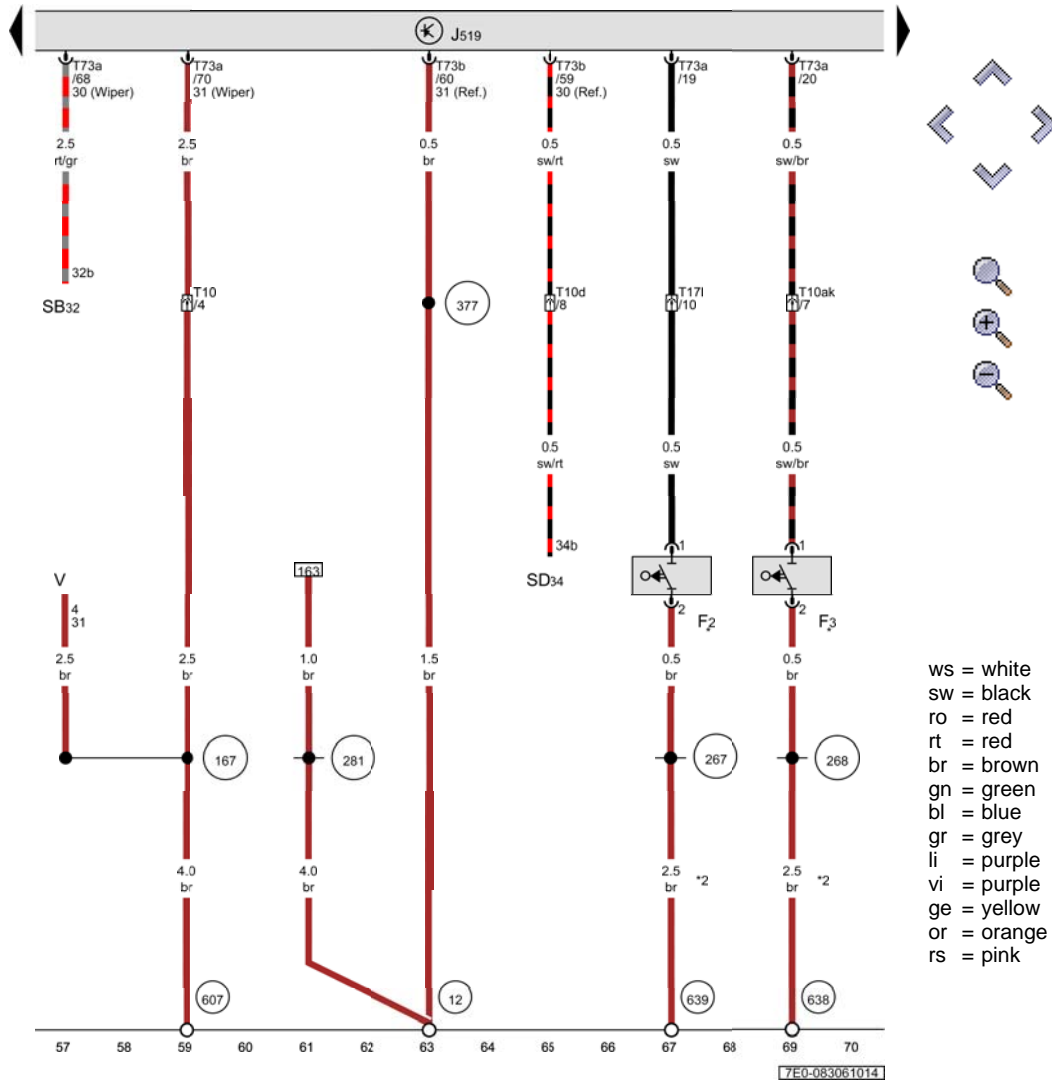 J519
T73a
/68
30 (Wiper)
T73a
/70
31 (Wiper)
T73b
/60
31 (Ref.)
T73b
/59
30 (Ref.)
T73a
/19
T73a
/20
2.5
rt/gr
2.5
br
0.5
br
0.5
sw/rt
0.5
sw
0.5
sw/br
32b
SB32
T10
/4
377
T10d
/8
T17l
/10
T10ak
/7
0.5
sw/rt
0.5
sw
0.5
sw/br
34b
SD34
1
1
2
F2
*
2
F3
*
V
4
31
163
2.5
br
2.5
br
1.0
br
1.5
br
0.5
br
0.5
br
167
281
267
268
4.0
br
4.0
br
2.5
br
*2
2.5
br
*2
607
12
639
638
57 58 59 60 61 62 63 64 65 66 67 68 69 70
7E0-083061014
ws = white
sw = black
ro = red
rt = red
br = brown
gn = green
bl = blue
gr = grey
li = purple
vi = purple
ge = yellow
or = orange
rs = pink